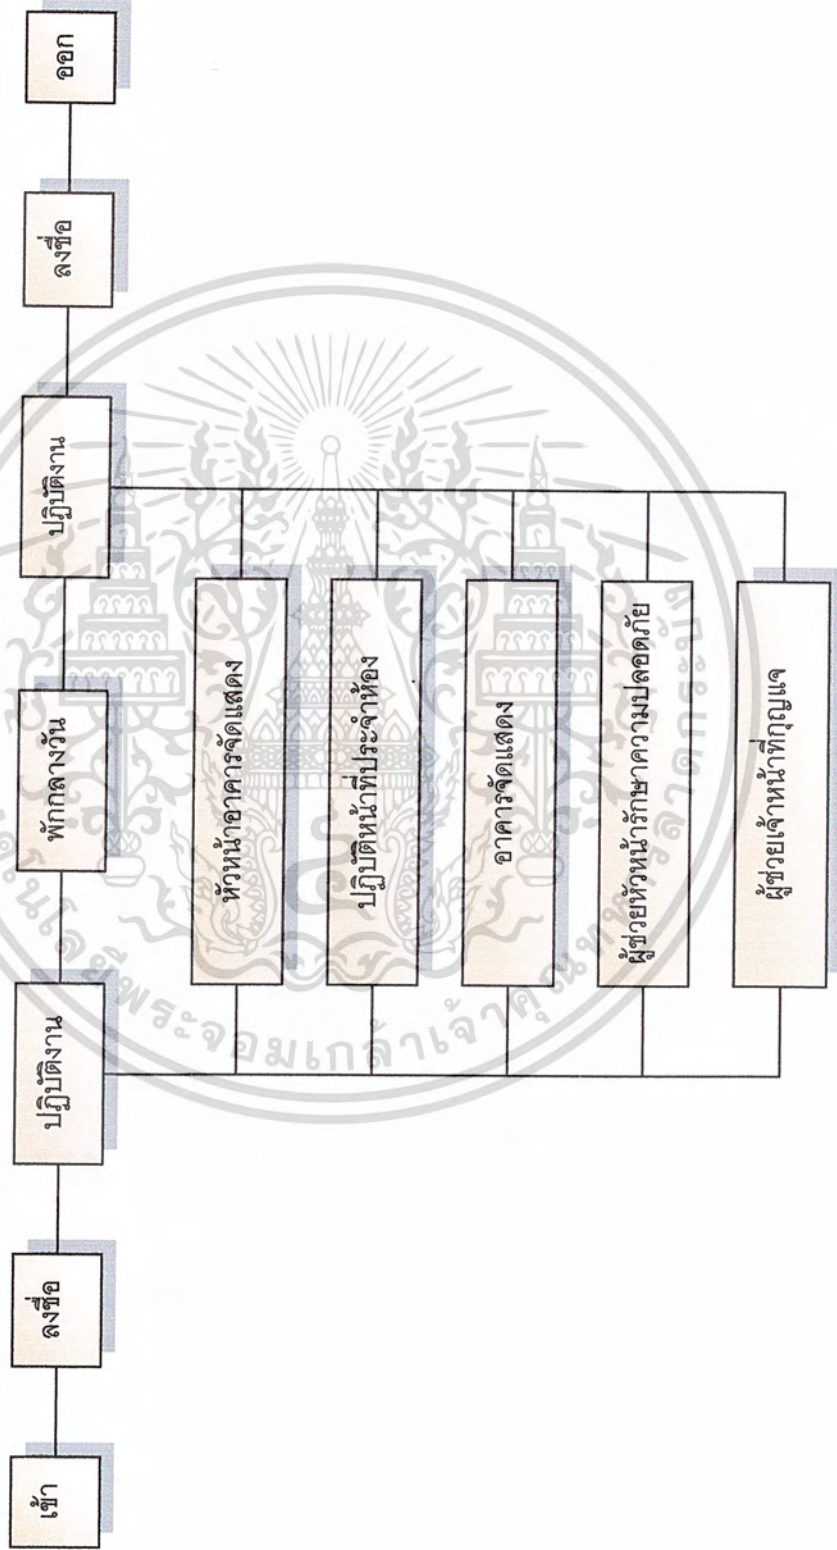 เข้า
ลงชื่อ
ปฏิบัติงาน
พักกลางวัน
ปฏิบัติงาน
ลงชื่อ
ออก
หัวหน้าอาคารจัดแสดง
ปฏิบัติหน้าที่ประจำห้อง
อาคารจัดแสดง
ผู้ช่วยหัวหน้ารักษาความปลอดภัย
ผู้ช่วยเจ้าหน้าที่กุญแจ